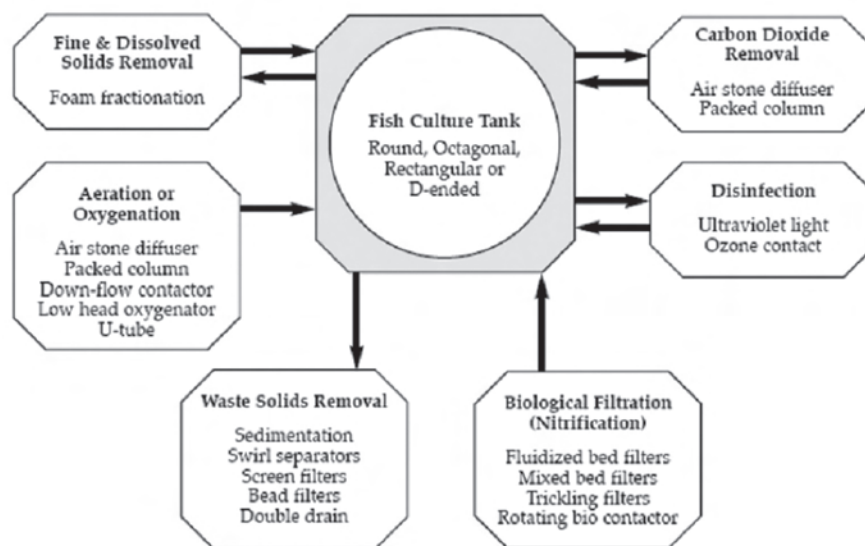 Fine & Dissolved
Solids Removal
Foam fractionation
Carbon Dioxide
Removal
Air stone diffuser
Packed column
Fish Culture Tank
Round, Octagonal,
Rectangular or
D-ended
Aeration or
Oxygenation
Air stone diffuser
Packed column
Down-flow contactor
Low head oxygenator
U-tube
Disinfection
Ultraviolet light
Ozone contact
Waste Solids Removal
Sedimentation
Swirl separators
Screen filters
Bead filters
Double drain
Biological Filtration
(Nitrification)
Fluidized bed filters
Mixed bed filters
Trickling filters
Rotating bio contactor